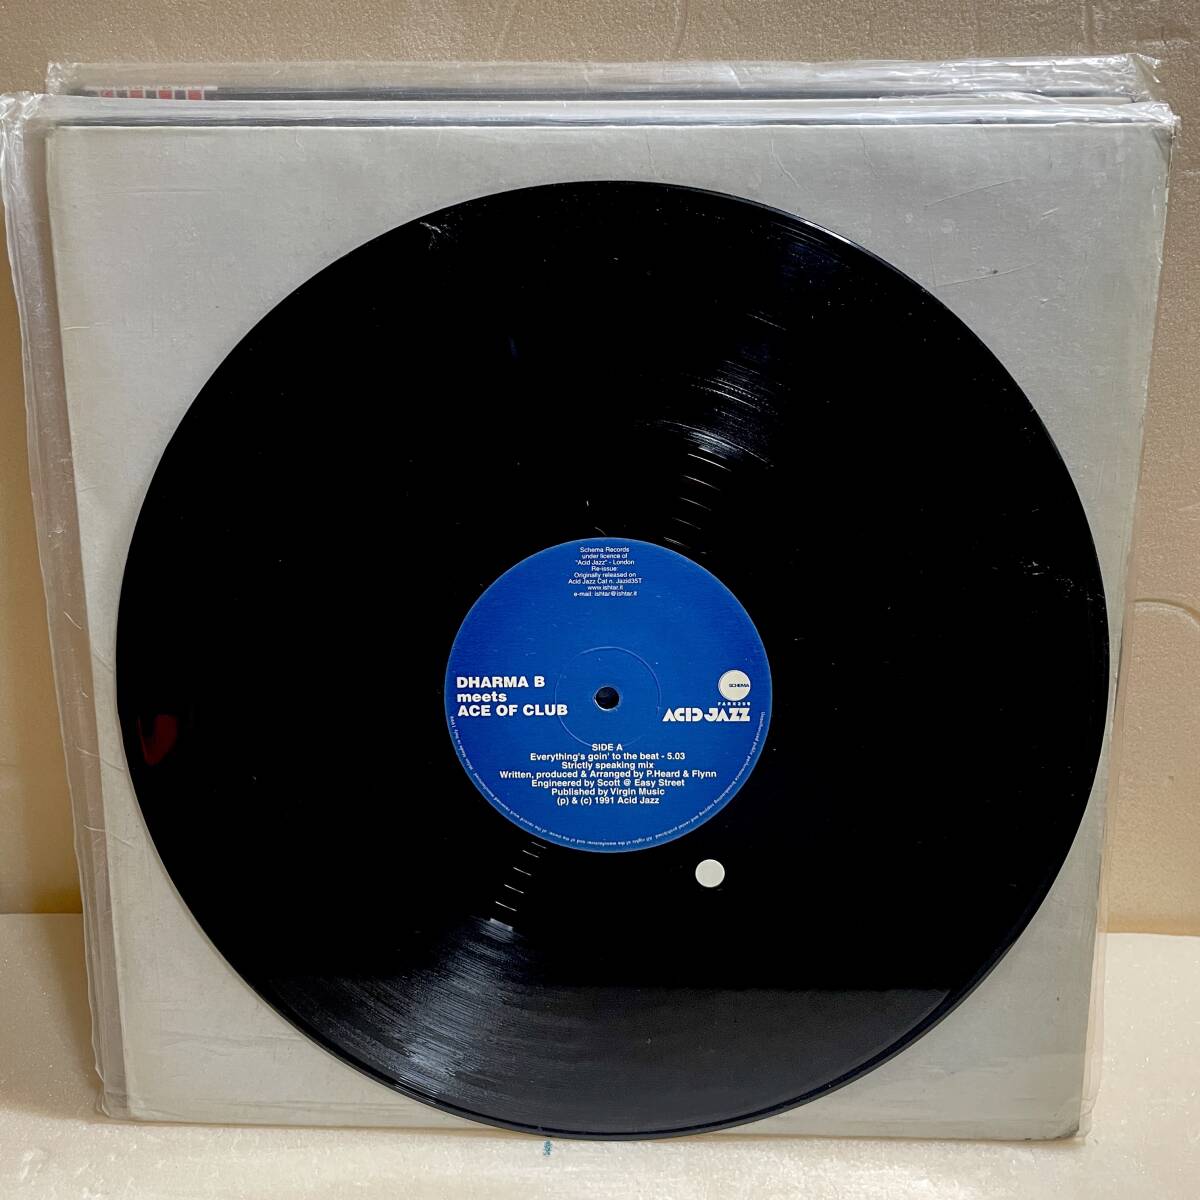 Schema Records
under licence of
"Acid Jazz" - London
Re-issue:
Originally released on
Acid Jazz Cat n. Jazid35T
www.ishtar.it
e-mail: ishtar@ishtar.it
DHARMA B
meets
ACE OF CLUB
SCHEMA
ACID JAZZ
SIDE A
Everything's goin' to the beat - 5.03
Strictly speaking mix
Written, produced & Arranged by P.Heard & Flynn
Engineered by Scott @ Easy Street
Published by Virgin Music
(p) & (c) 1991 Acid Jazz